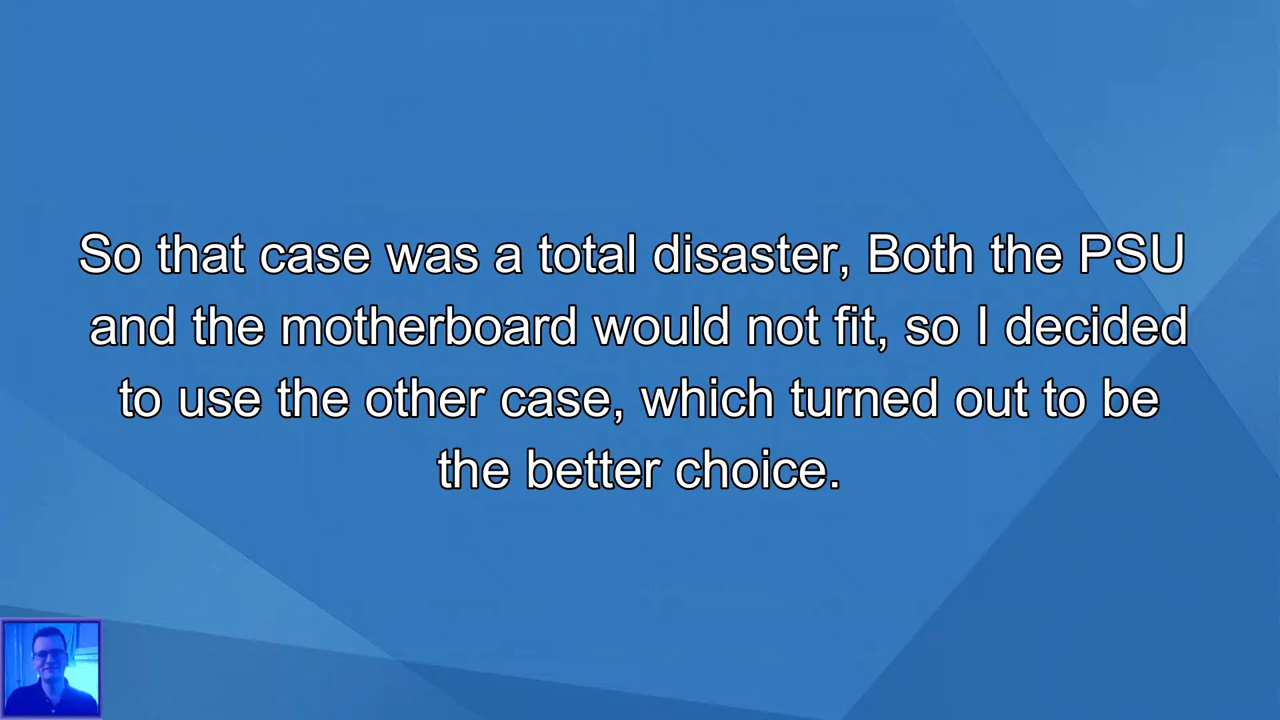 So that case was a total disaster, Both the PSU
and the motherboard would not fit, so I decided
to use the other case, which turned out to be
the better choice.